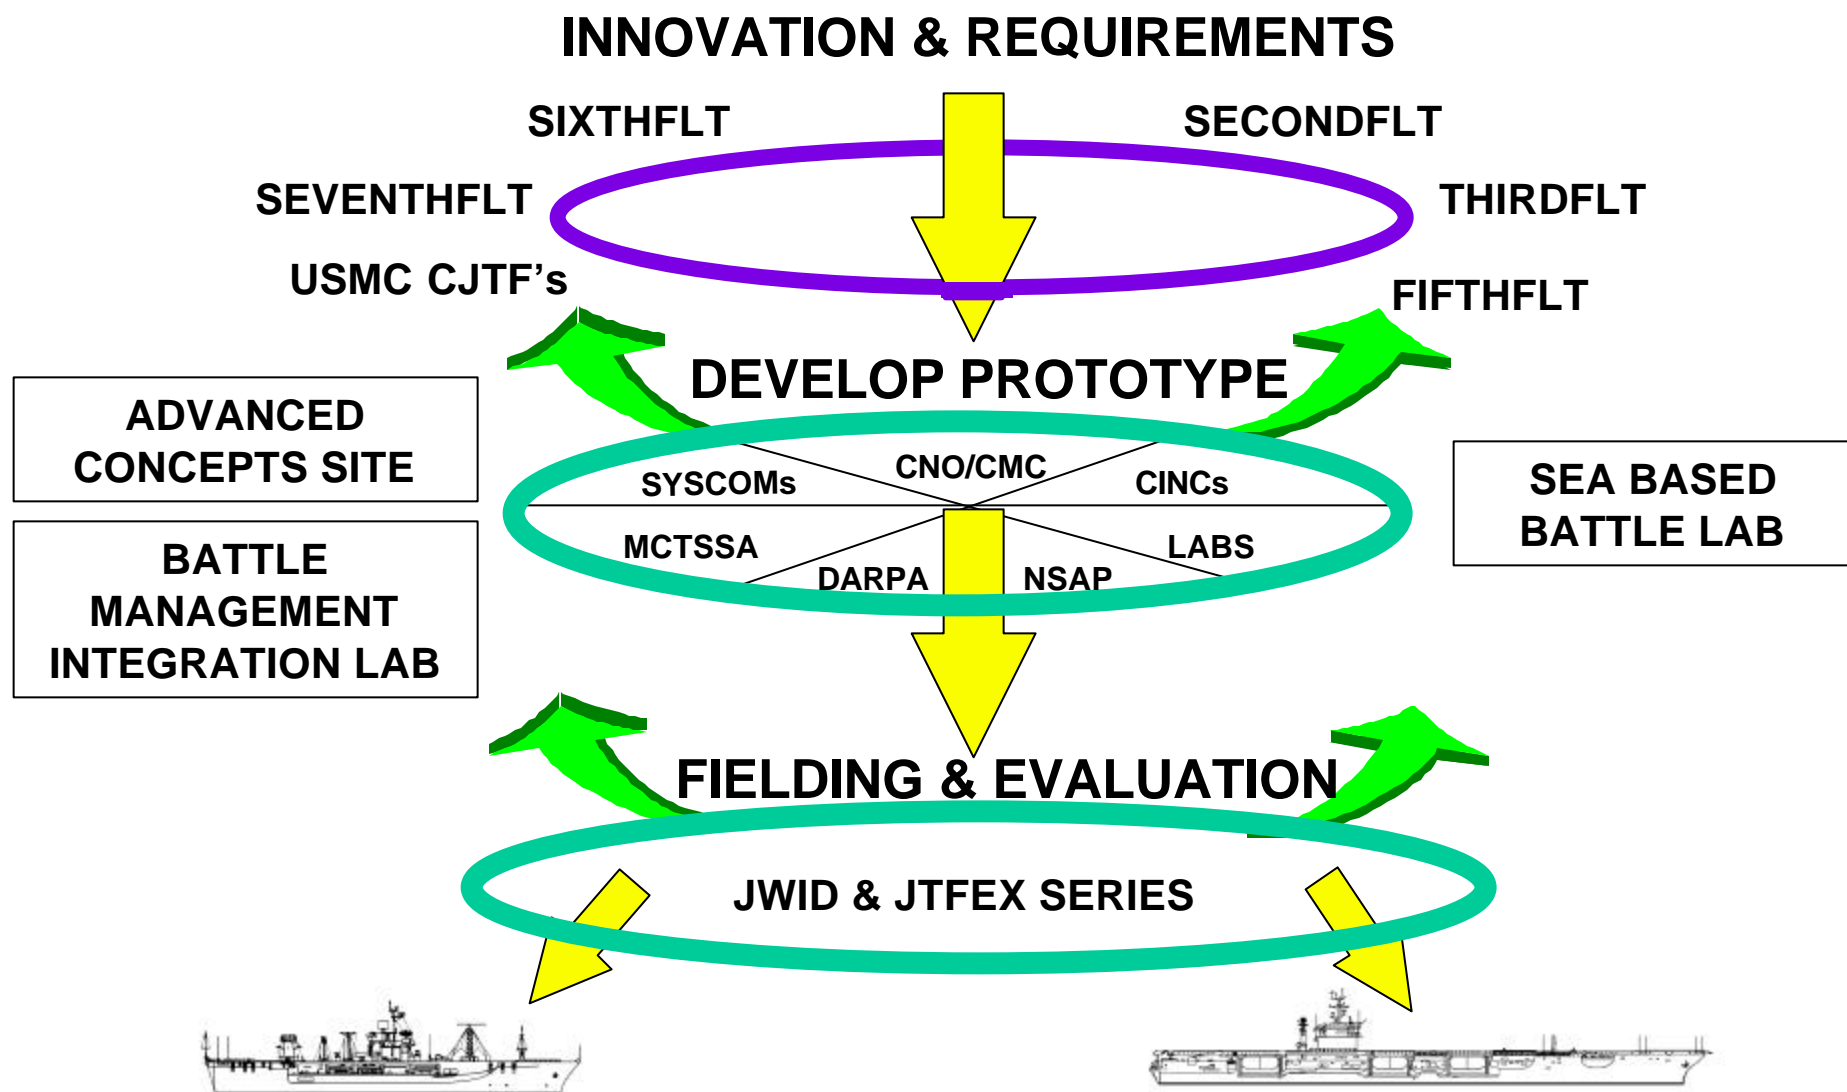 INNOVATION & REQUIREMENTS
SIXTHFLT
SECONDFLT
SEVENTHFLT
THIRDFLT
USMC CJTF's
FIFTHFLT
DEVELOP PROTOTYPE
ADVANCED
CONCEPTS SITE
BATTLE
MANAGEMENT
INTEGRATION LAB
SYSCOMs
CNO/CMC
CINCs
MCTSSA
DARPA
NSAP
LABS
SEA BASED
BATTLE LAB
FIELDING & EVALUATION
JWID & JTFEX SERIES